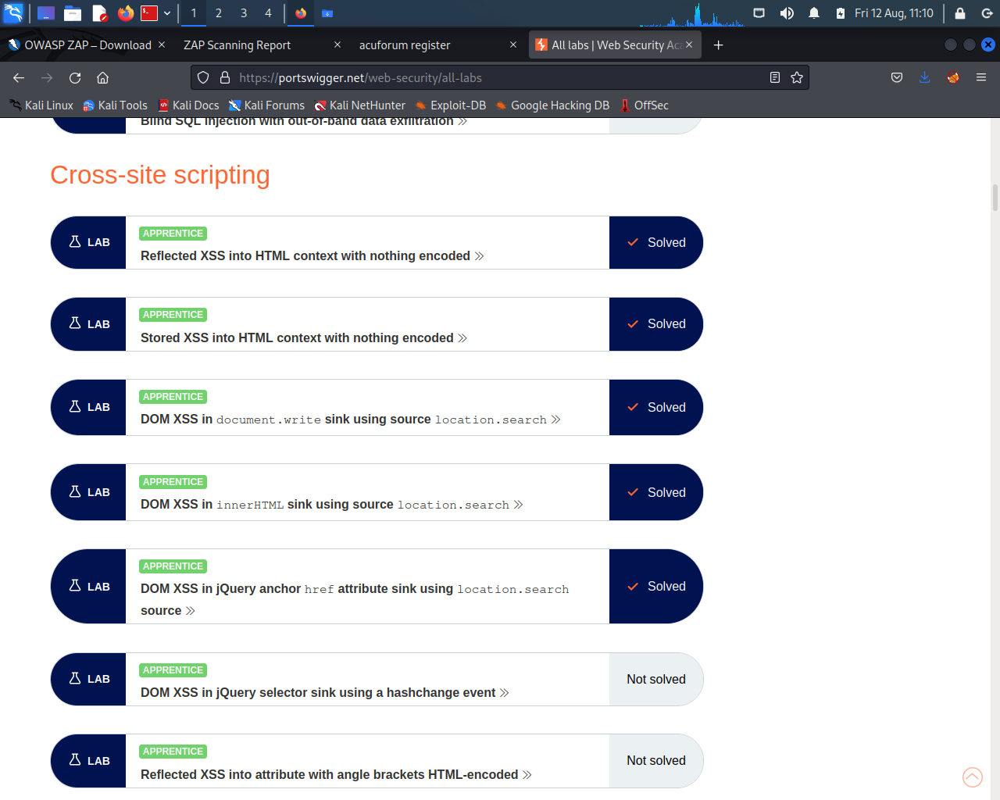 1 2 3 4
Fri 12 Aug, 11:10
OWASP ZAP – Download
ZAP Scanning Report
acuforum register
All labs | Web Security Aca
https://portswigger.net/web-security/all-labs
Kali Linux
Kali Tools
Kali Docs
Kali Forums
Kali NetHunter
Exploit-DB
Google Hacking DB
OffSec
Blind SQL injection with out-of-band data exfiltration
Cross-site scripting
LAB
APPRENTICE
Reflected XSS into HTML context with nothing encoded
Solved
LAB
APPRENTICE
Stored XSS into HTML context with nothing encoded
Solved
LAB
APPRENTICE
DOM XSS in document.write sink using source location.search
Solved
LAB
APPRENTICE
DOM XSS in innerHTML sink using source location.search
Solved
LAB
APPRENTICE
DOM XSS in jQuery anchor href attribute sink using location.search
source
Solved
LAB
APPRENTICE
DOM XSS in jQuery selector sink using a hashchange event
Not solved
LAB
APPRENTICE
Reflected XSS into attribute with angle brackets HTML-encoded
Not solved